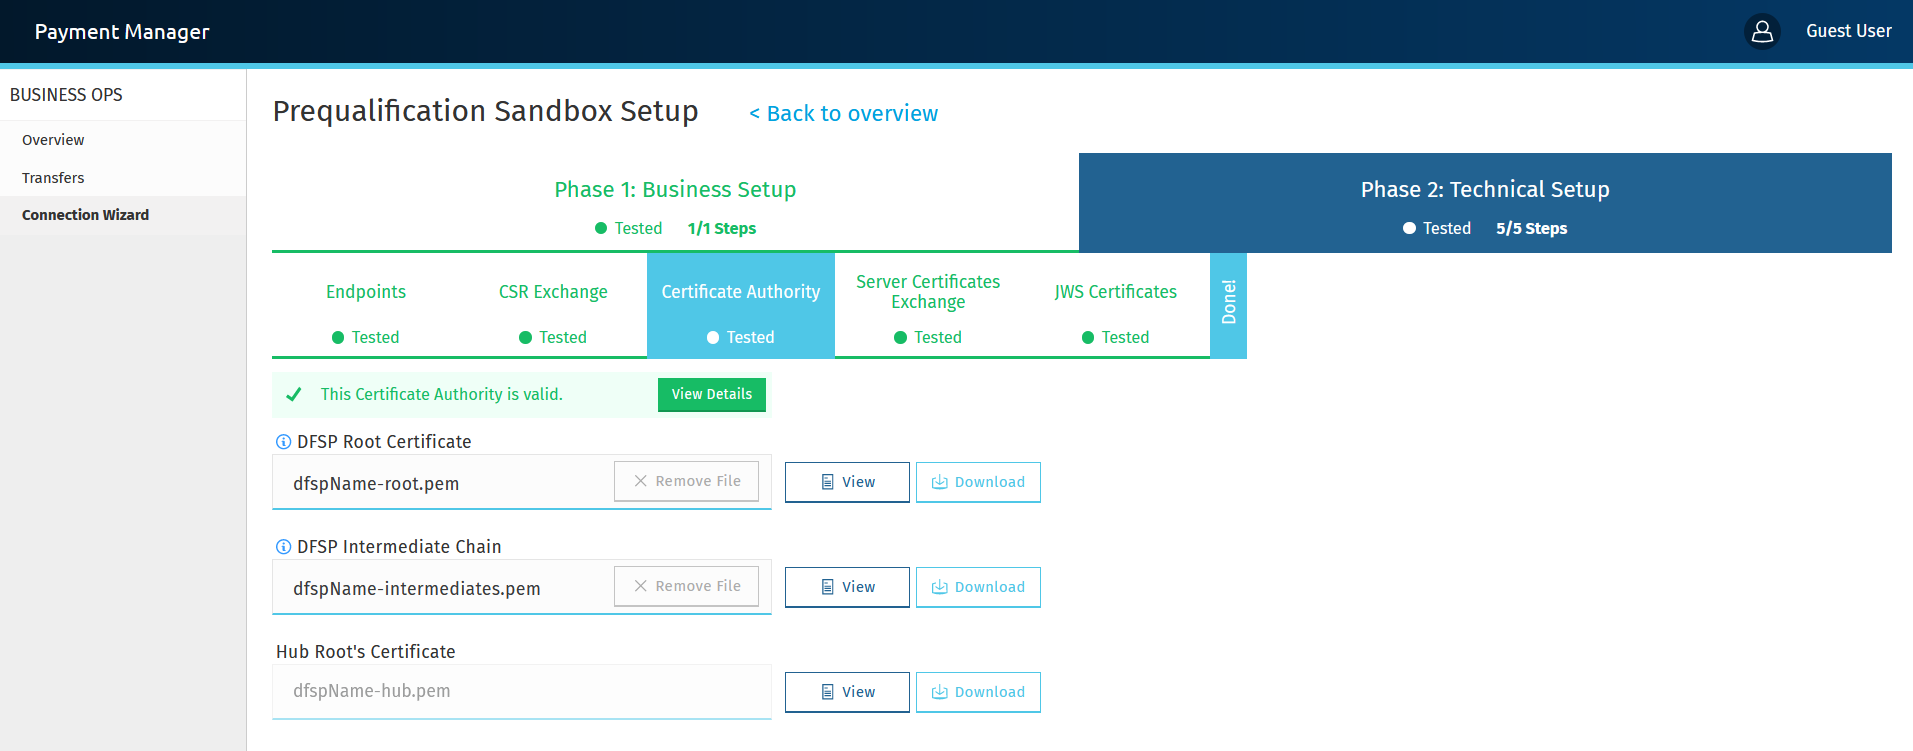 Payment Manager
Guest User
BUSINESS OPS
Overview
Transfers
Connection Wizard
Prequalification Sandbox Setup
< Back to overview
Phase 1: Business Setup
Tested 1/1 Steps
Phase 2: Technical Setup
Tested 5/5 Steps
Endpoints
Tested
CSR Exchange
Tested
Certificate Authority
Tested
Server Certificates
Exchange
Tested
JWS Certificates
Tested
Done!
This Certificate Authority is valid.
View Details
DFSP Root Certificate
dfspName-root.pem
Remove File
View
Download
DFSP Intermediate Chain
dfspName-intermediates.pem
Remove File
View
Download
Hub Root's Certificate
dfspName-hub.pem
View
Download